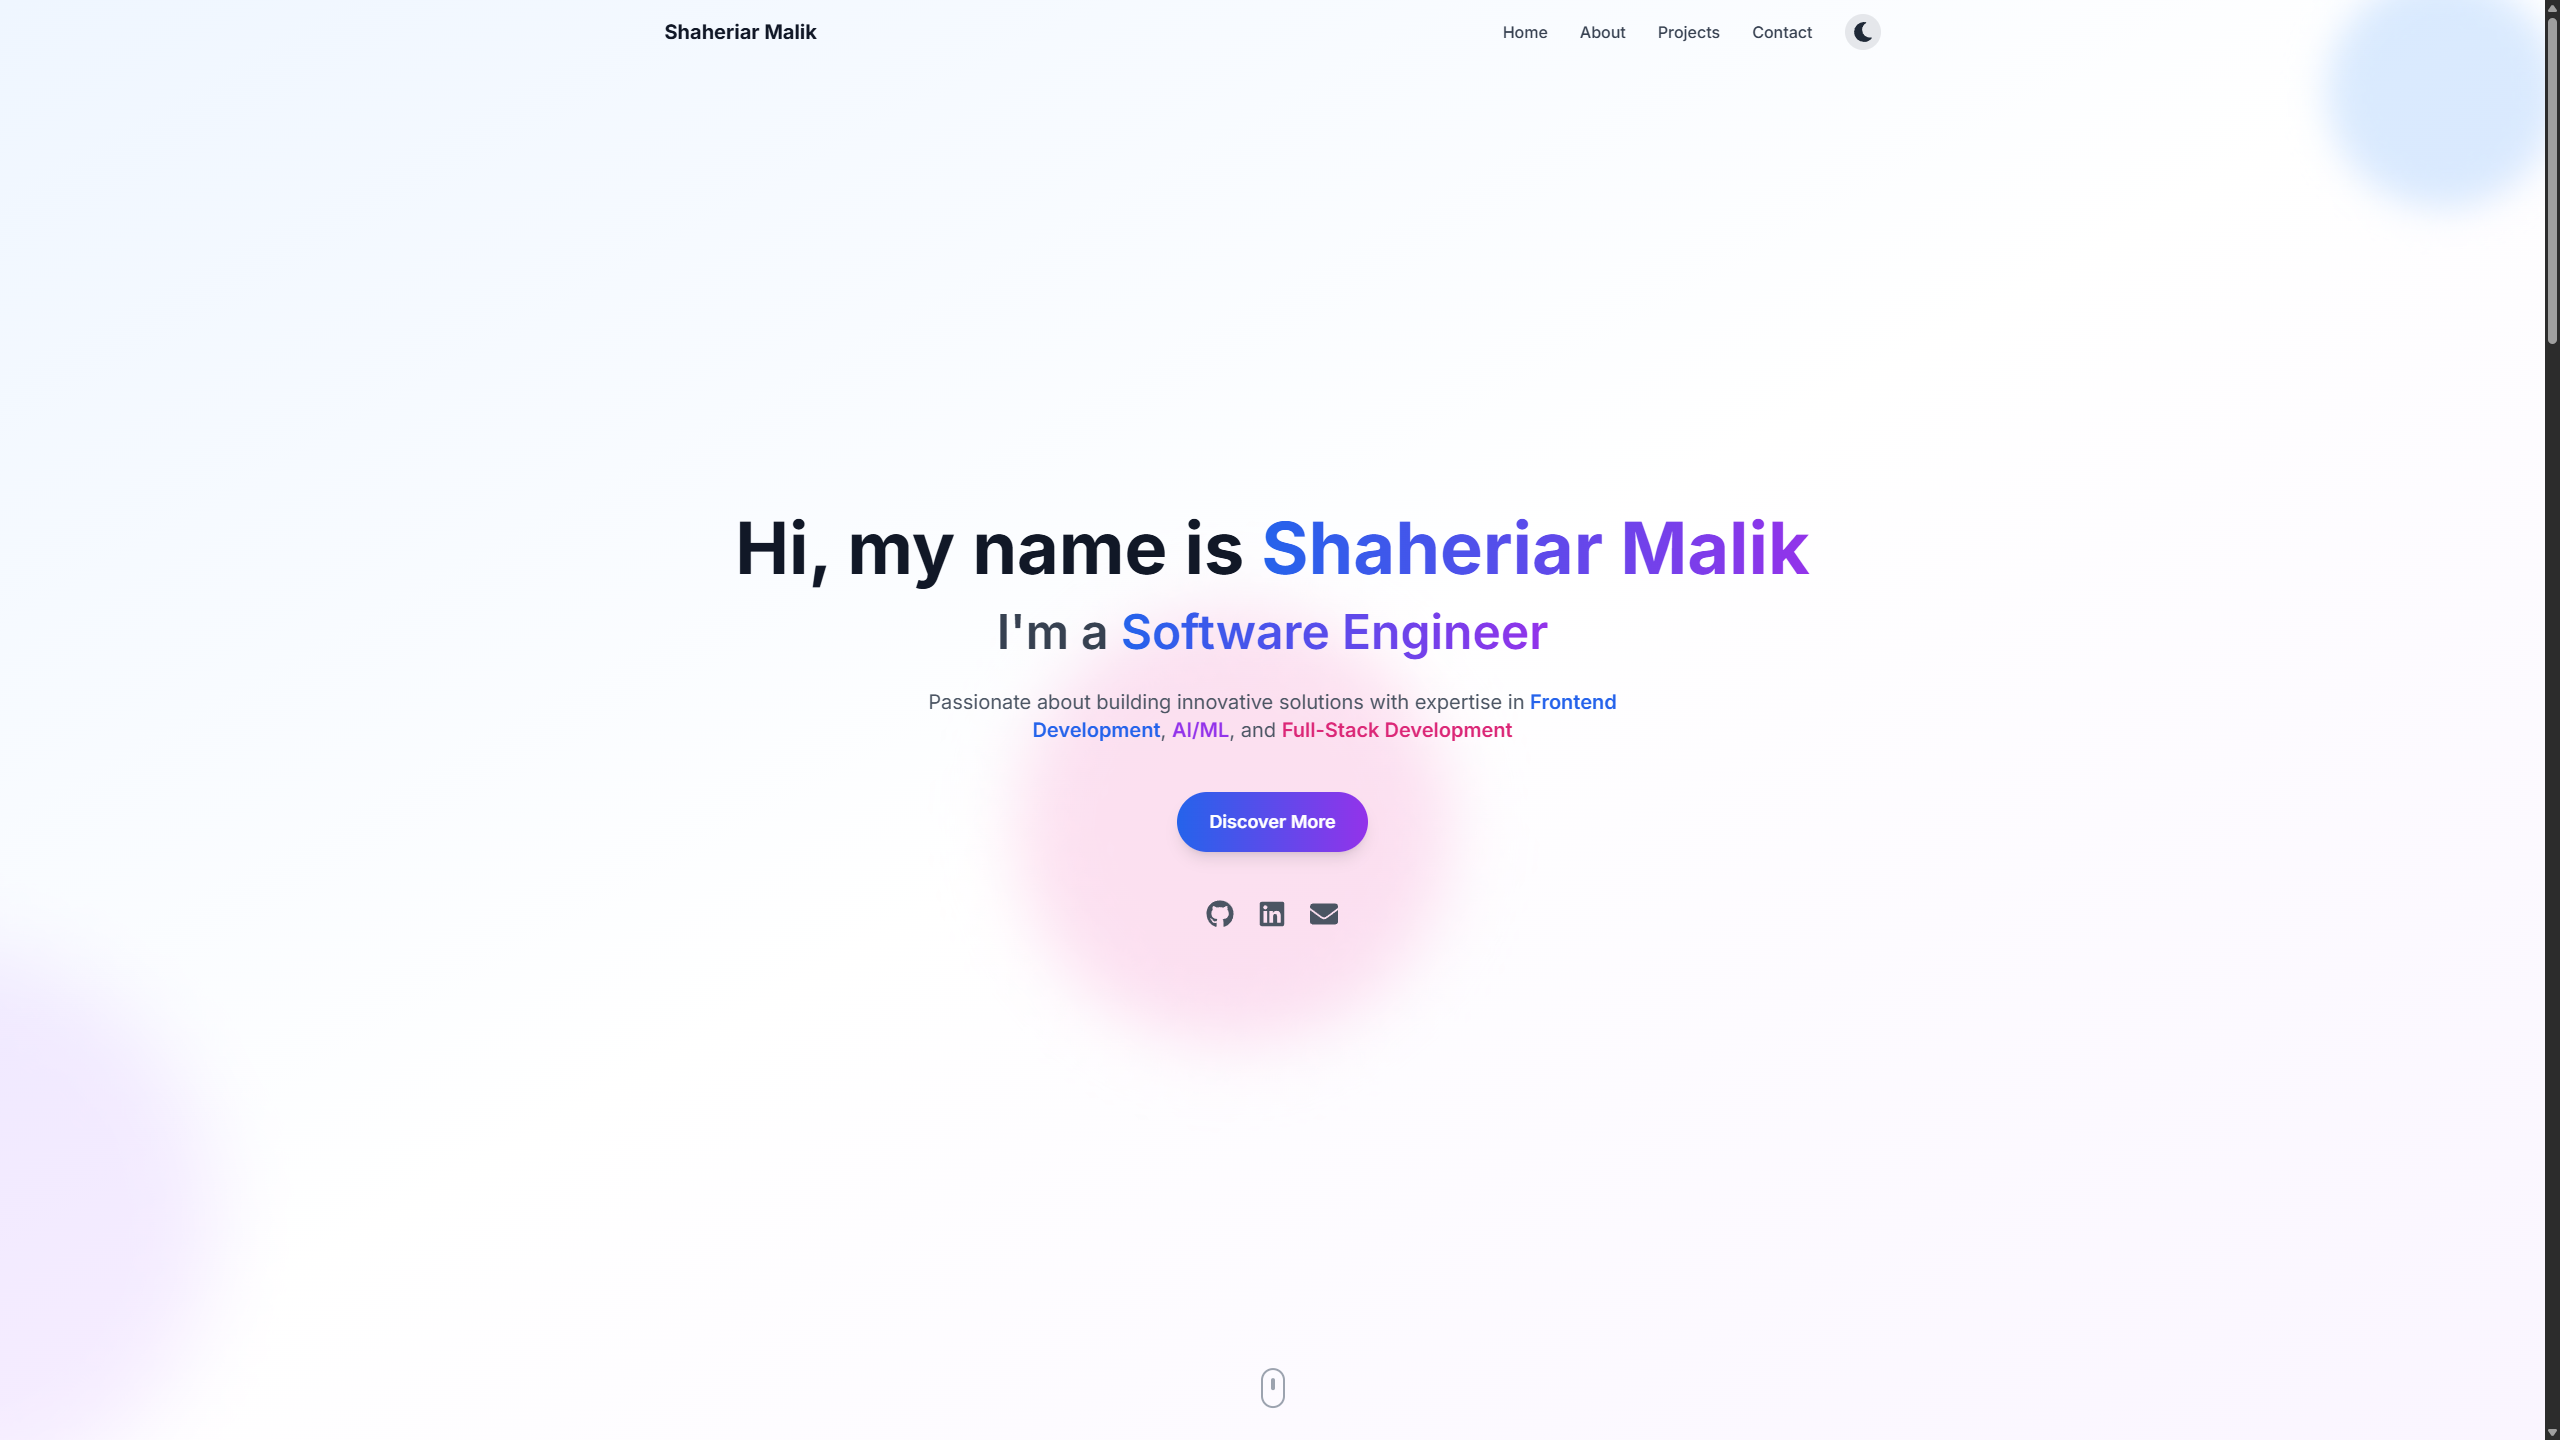 Shaheriar Malik
Home
About
Projects
Contact
Hi, my name is Shaheriar Malik
I'm a Software Engineer
Passionate about building innovative solutions with expertise in Frontend
Development, AI/ML, and Full-Stack Development
Discover More